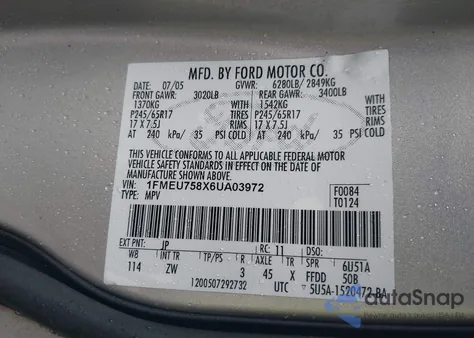 MFD. BY FORD MOTOR CO.
DATE: 07/05 GVWR: 6280LB/ 2849KG
FRONT GAWR: 3020LB REAR GAWR: 3400LB
1370KG 1542KG
P245/65R17 TIRES P245/65R17 TIRES
17 X 7.5J RIMS 17 X 7.5J RIMS
AT 240 kPa/ 35 PSI COLD AT 240 kPa/ 35 PSI COLD
THIS VEHICLE CONFORMS TO ALL APPLICABLE FEDERAL MOTOR
VEHICLE SAFETY AND BUMPER STANDARDS IN EFFECT ON THE DATE OF
MANUFACTURE SHOWN ABOVE.
VIN: 1FMEU758X6UA03972
TYPE: MPV
F0084
T0124
EXT PNT: JP RC: 11 DSO:
WB INT TR TP/PS R AXLE TR SPR 6U51A
114 ZW 3 45 X FFDD 50B
1200507292732 UTC 5U5A-1520472-BA
autoSnap